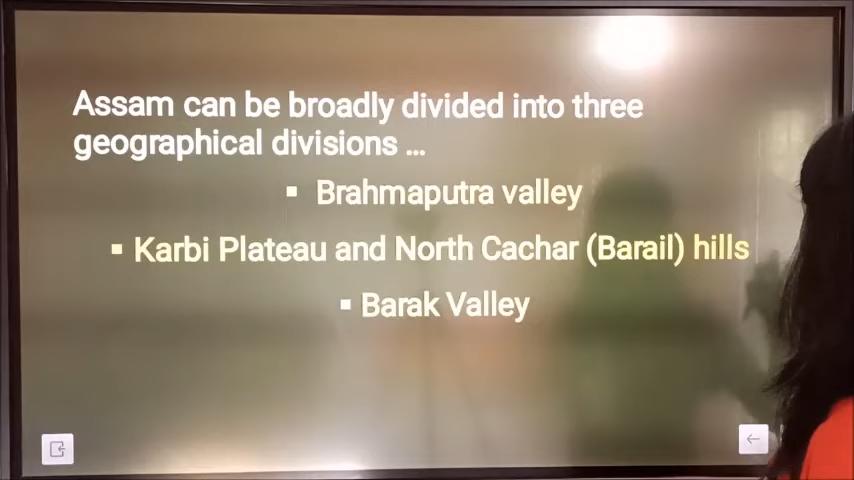 Assam can be broadly divided into three
geographical divisions ...
▪ Brahmaputra valley
▪ Karbi Plateau and North Cachar (Barail) hills
▪ Barak Valley